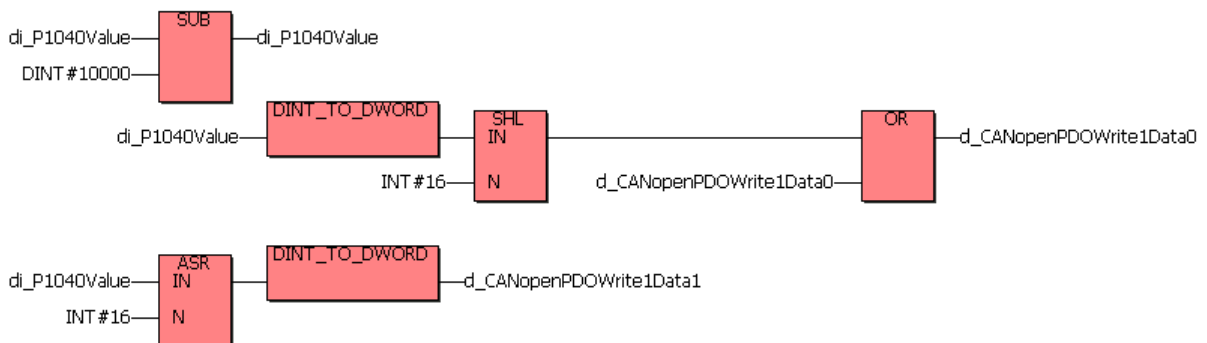 SUB
di_P1040Value di_P1040Value
DINT#10000
DINT_TO_DWORD SHL OR
di_P1040Value IN d_CANopenPDOWrite1Data0
INT#16 N d_CANopenPDOWrite1Data0
ASR DINT_TO_DWORD
di_P1040Value IN d_CANopenPDOWrite1Data1
INT#16 N